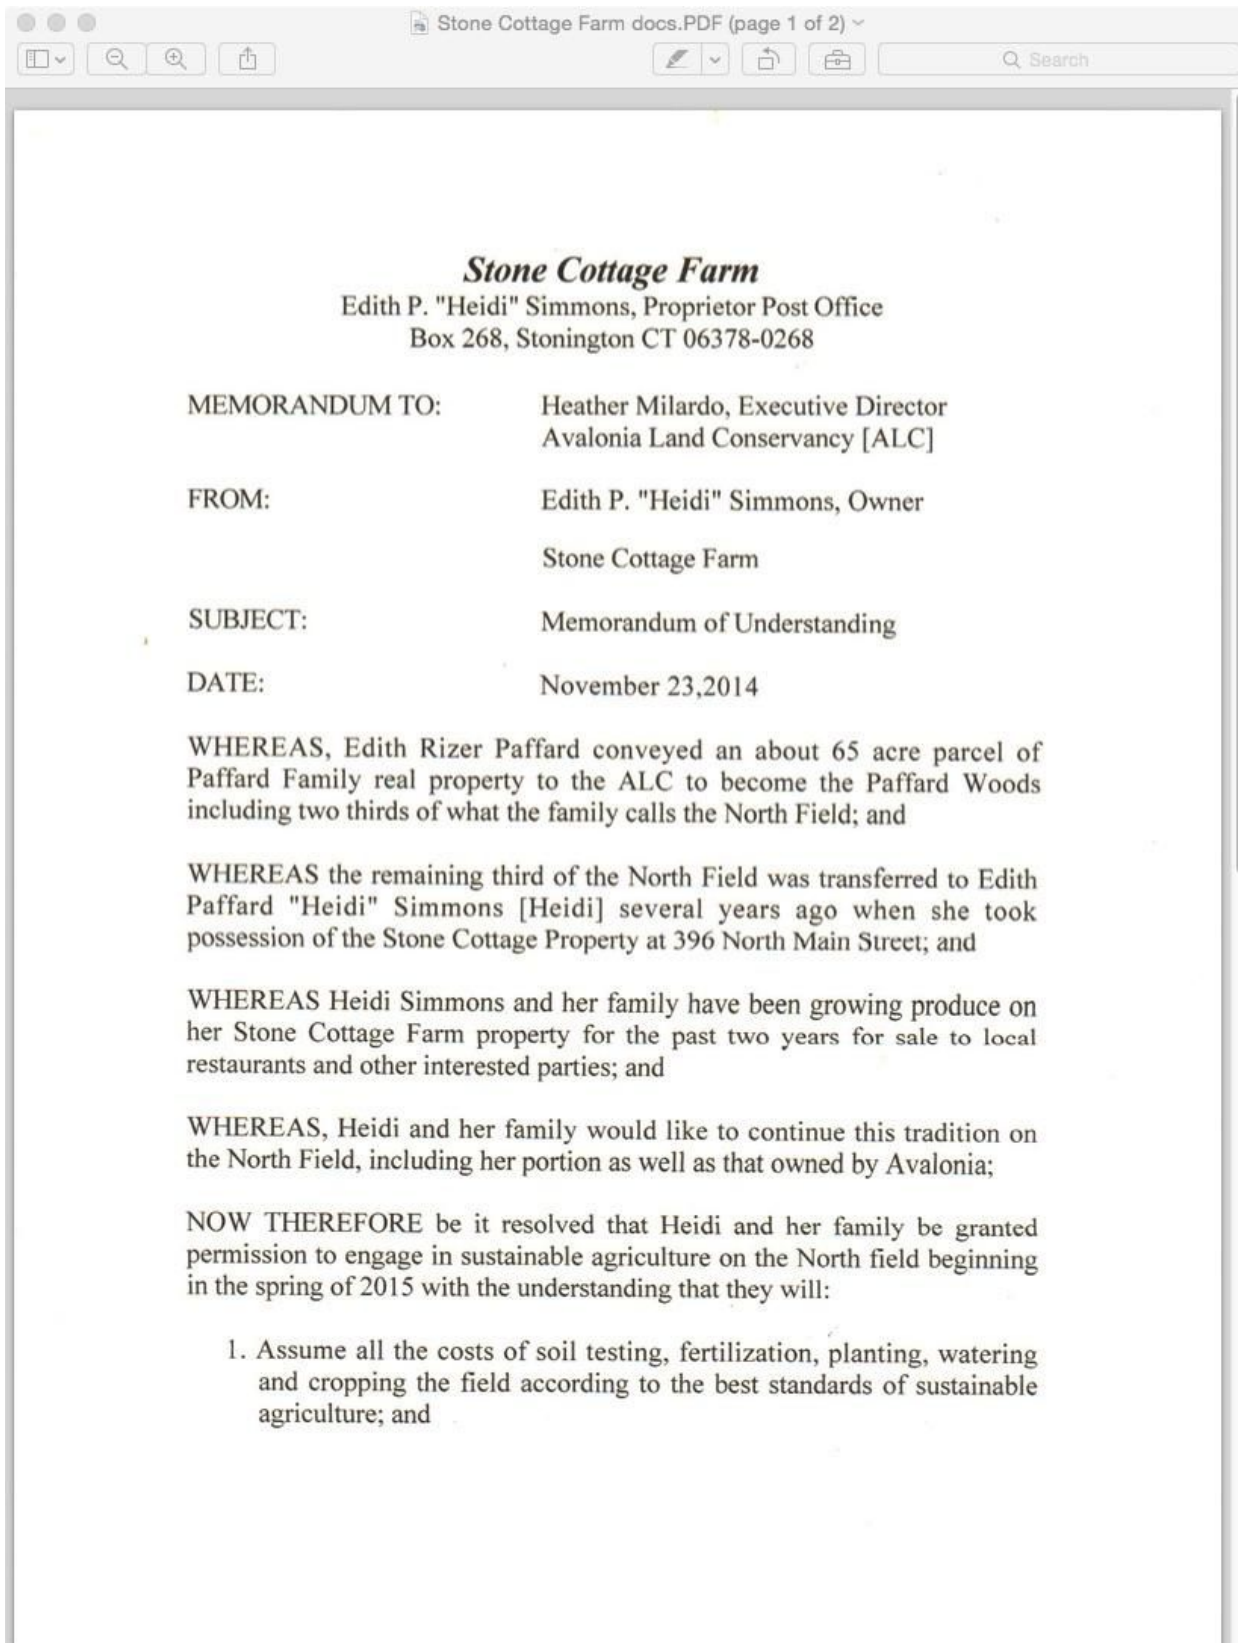 Stone Cottage Farm docs.PDF (page 1 of 2)
Search
Stone Cottage Farm
Edith P. "Heidi" Simmons, Proprietor Post Office
Box 268, Stonington CT 06378-0268
MEMORANDUM TO: Heather Milardo, Executive Director
Avalonia Land Conservancy [ALC]
FROM: Edith P. "Heidi" Simmons, Owner
Stone Cottage Farm
SUBJECT: Memorandum of Understanding
DATE: November 23,2014
WHEREAS, Edith Rizer Paffard conveyed an about 65 acre parcel of
Paffard Family real property to the ALC to become the Paffard Woods
including two thirds of what the family calls the North Field; and
WHEREAS the remaining third of the North Field was transferred to Edith
Paffard "Heidi" Simmons [Heidi] several years ago when she took
possession of the Stone Cottage Property at 396 North Main Street; and
WHEREAS Heidi Simmons and her family have been growing produce on
her Stone Cottage Farm property for the past two years for sale to local
restaurants and other interested parties; and
WHEREAS, Heidi and her family would like to continue this tradition on
the North Field, including her portion as well as that owned by Avalonia;
NOW THEREFORE be it resolved that Heidi and her family be granted
permission to engage in sustainable agriculture on the North field beginning
in the spring of 2015 with the understanding that they will:
1. Assume all the costs of soil testing, fertilization, planting, watering
and cropping the field according to the best standards of sustainable
agriculture; and